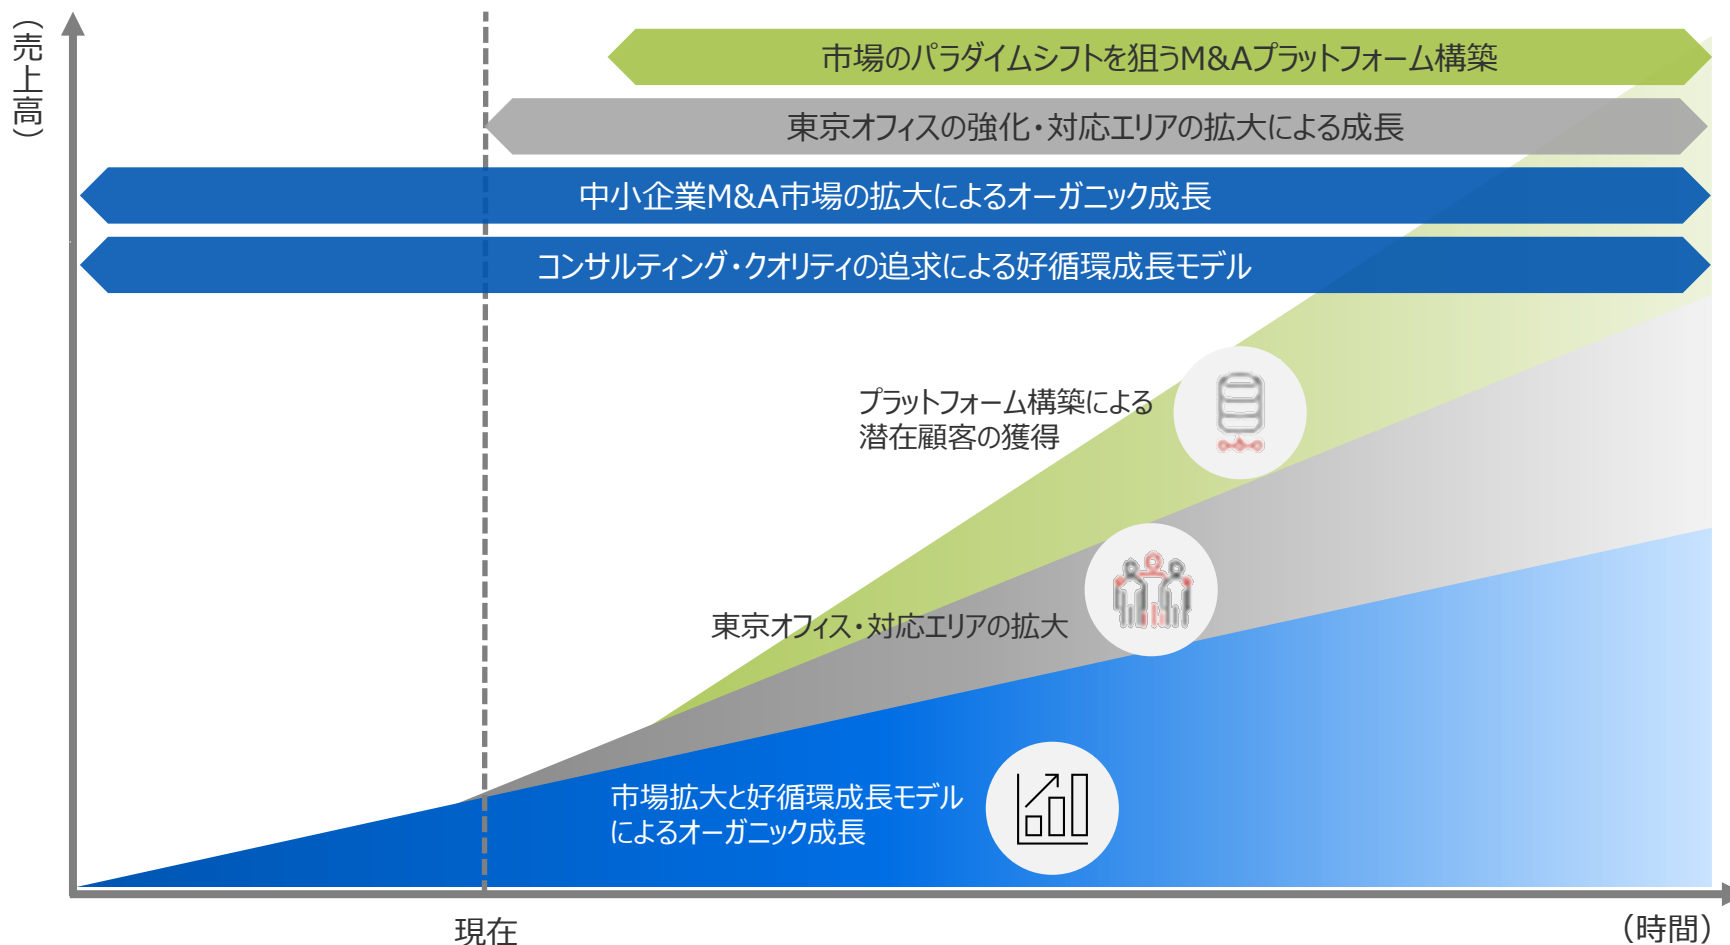 （売上高）
市場のパラダイムシフトを狙うM&Aプラットフォーム構築
東京オフィスの強化・対応エリアの拡大による成長
中小企業M&A市場の拡大によるオーガニック成長
コンサルティング・クオリティの追求による好循環成長モデル
プラットフォーム構築による
潜在顧客の獲得
東京オフィス・対応エリアの拡大
市場拡大と好循環成長モデル
によるオーガニック成長
現在
（時間）